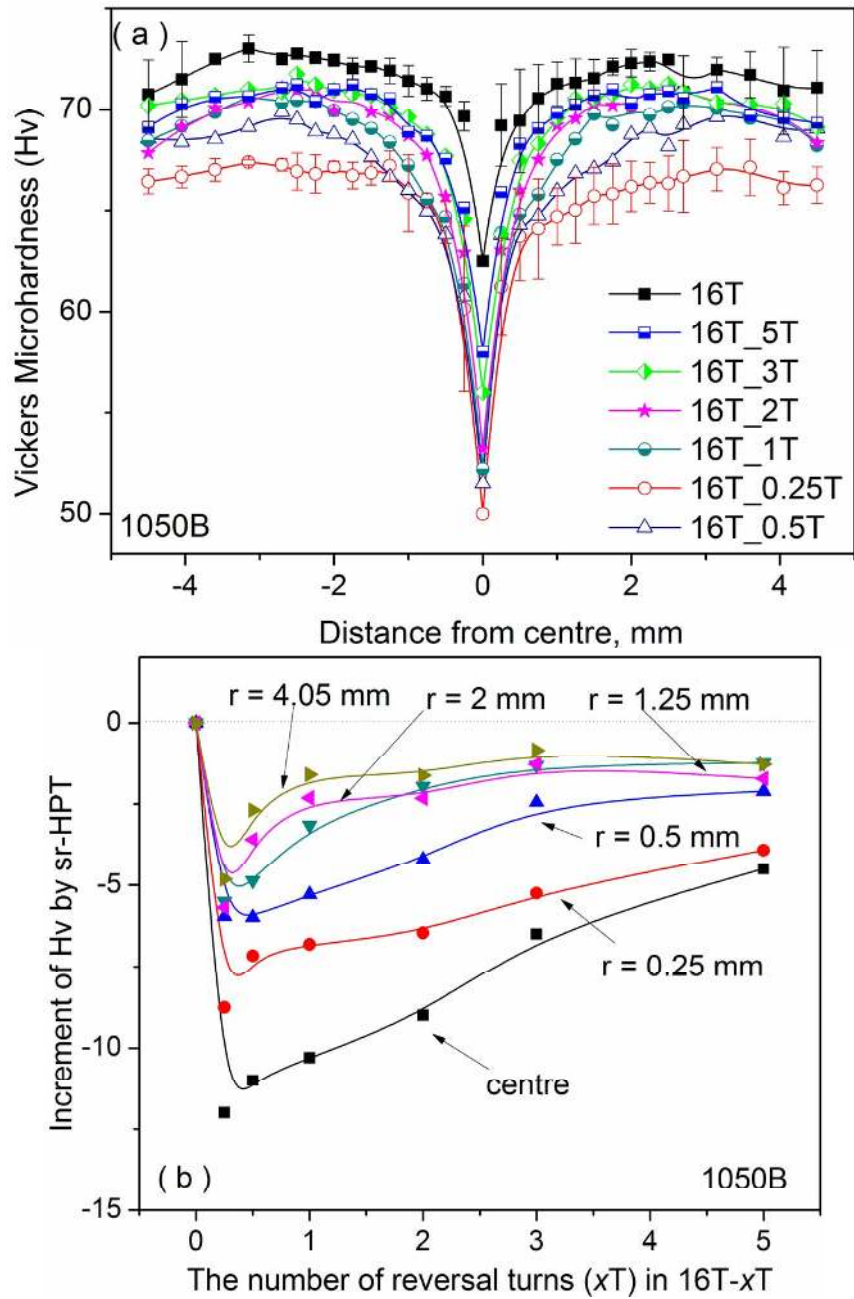 ( a )
70
60
50
Vickers Microhardness (Hv)
16T
16T_5T
16T_3T
16T_2T
16T_1T
16T_0.25T
16T_0.5T
1050B
-4 -2 0 2 4
Distance from centre, mm
r = 4.05 mm r = 2 mm r = 1.25 mm
0
-5
-10
-15
Increment of Hv by sr-HPT
r = 0.5 mm
r = 0.25 mm
centre
( b ) 1050B
0 1 2 3 4 5
The number of reversal turns (xT) in 16T-xT